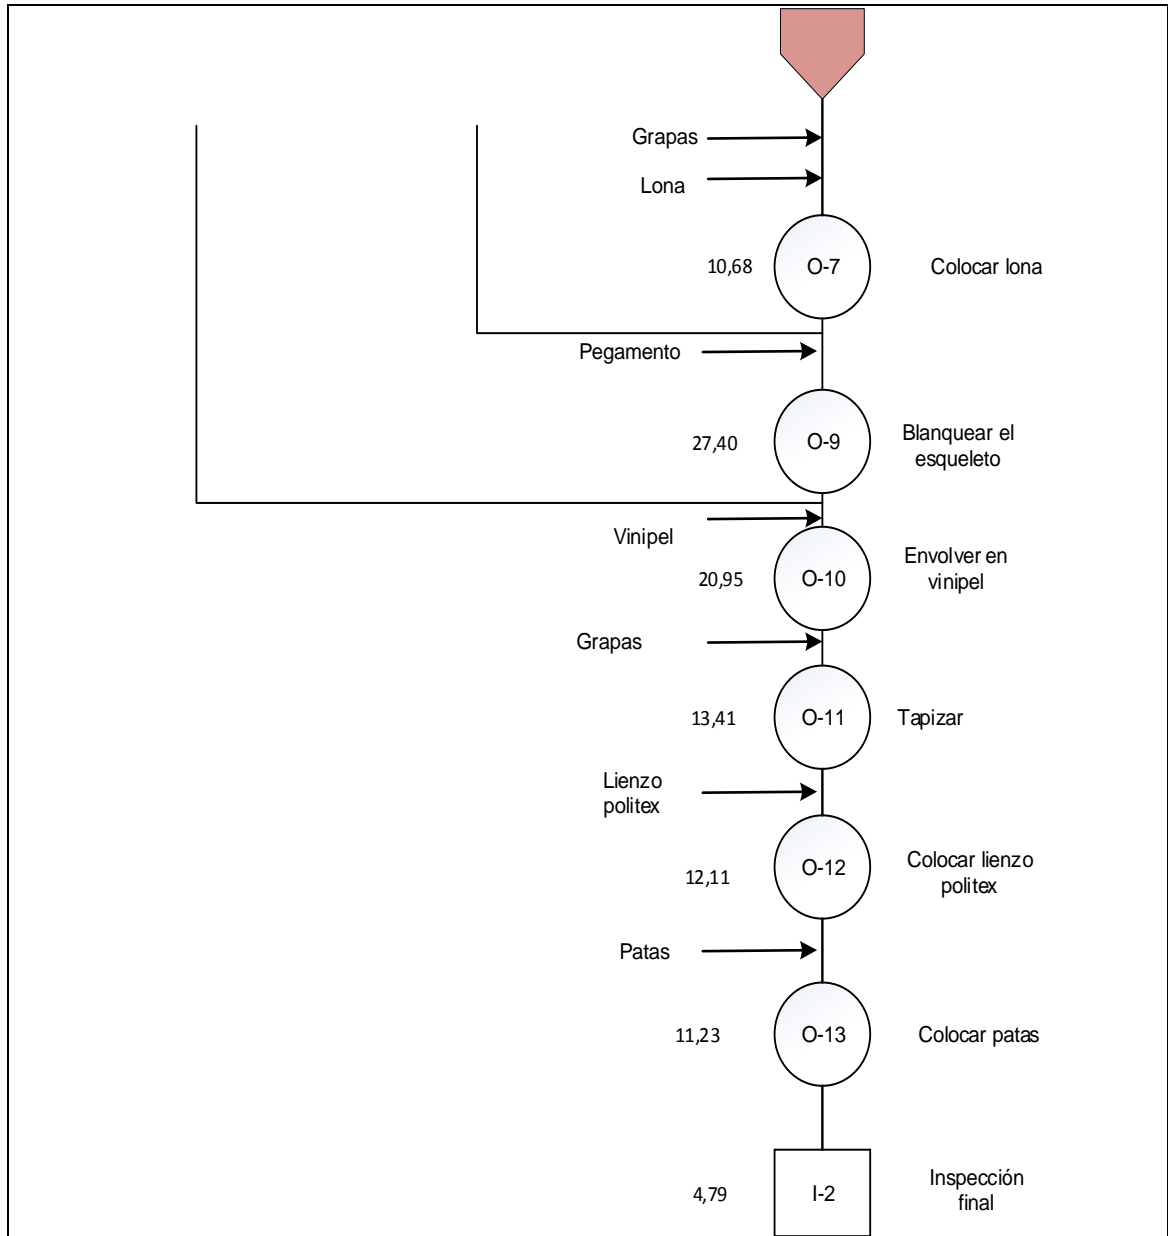 Grapas
Lona
10,68
O-7
Colocar lona
Pegamento
27,40
O-9
Blanquear el
esqueleto
Vinipel
20,95
O-10
Envolver en
vinipel
Grapas
13,41
O-11
Tapizar
Lienzo
politex
12,11
O-12
Colocar lienzo
politex
Patas
11,23
O-13
Colocar patas
4,79
I-2
Inspección
final